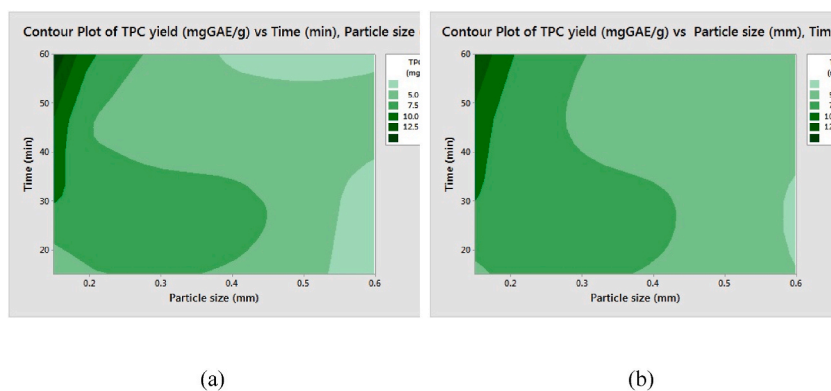 Contour Plot of TPC yield (mgGAE/g) vs Time (min), Particle size
TP
(mg
5.0
7.5
10.0
12.5
60
50
40
30
20
Time (min)
0.2 0.3 0.4 0.5 0.6
Particle size (mm)
(a)
Contour Plot of TPC yield (mgGAE/g) vs Particle size (mm), Tim
60
50
40
30
20
Time (min)
0.2 0.3 0.4 0.5 0.6
Particle size (mm)
(b)